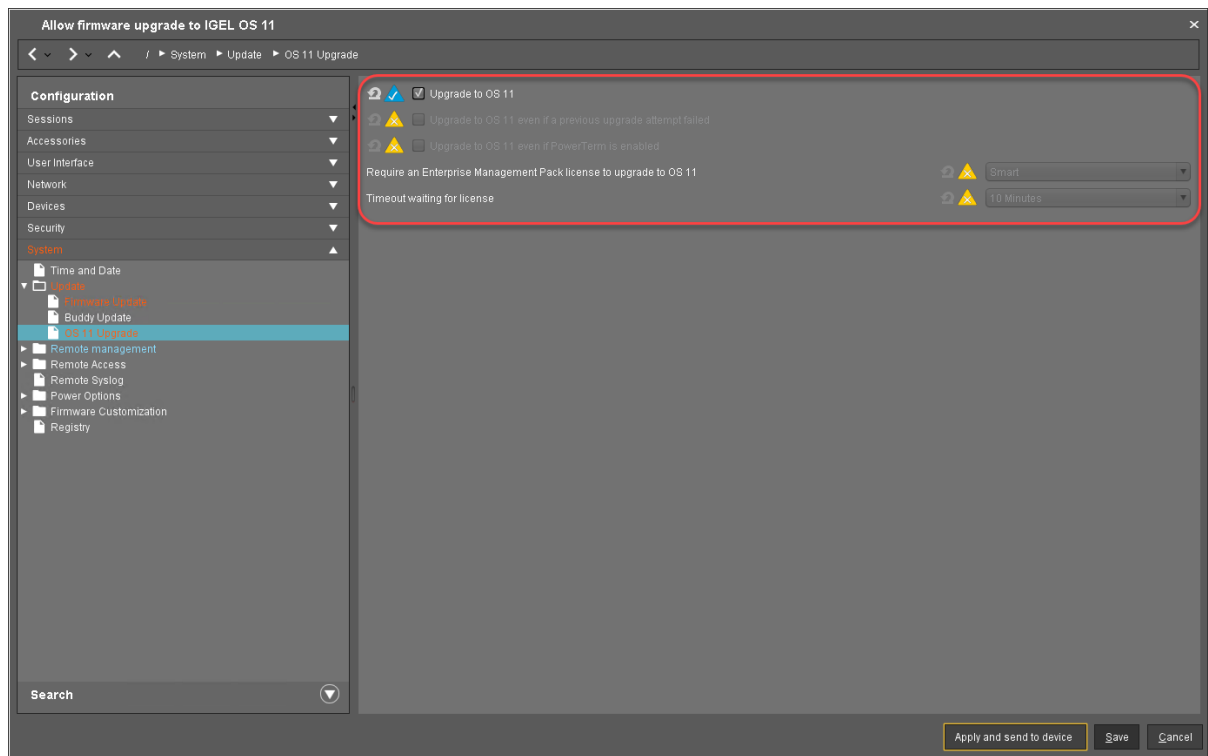 Allow firmware upgrade to IGEL OS 11
/ System Update OS 11 Upgrade
Configuration
Sessions
Accessories
User Interface
Network
Devices
Security
System
Time and Date
Update
Firmware Update
Buddy Update
OS 11 Upgrade
Remote management
Remote Access
Remote Syslog
Power Options
Firmware Customization
Registry
Search
Upgrade to OS 11
Upgrade to OS 11 even if a previous upgrade attempt failed
Upgrade to OS 11 even if PowerTerm is enabled
Require an Enterprise Management Pack license to upgrade to OS 11 Smart
Timeout waiting for license 10 Minutes
Apply and send to device Save Cancel